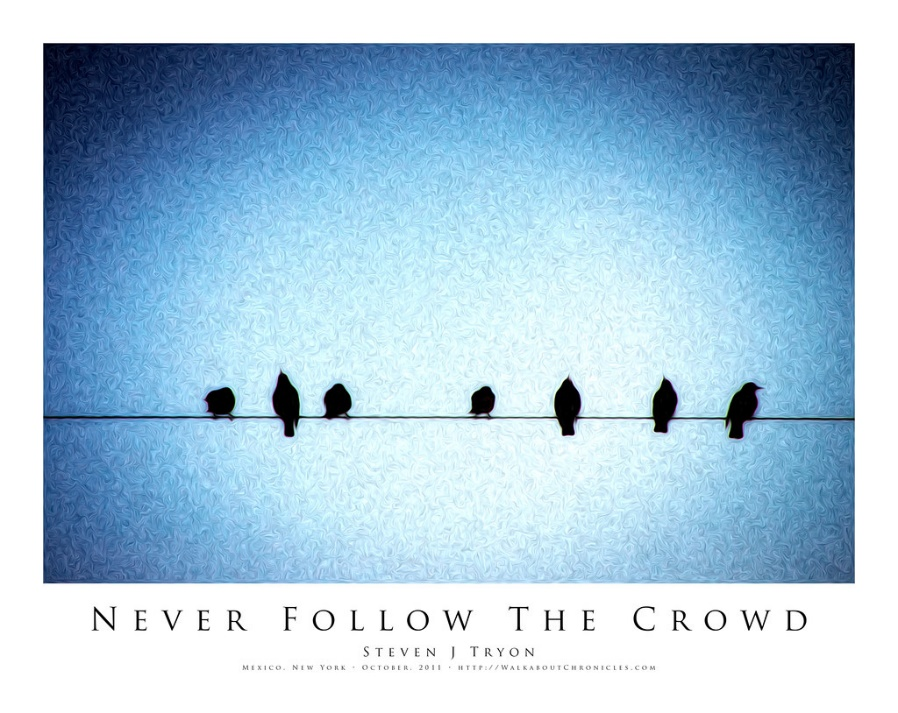 Never Follow The Crowd
Steven J Tryon
Mexico, New York - October, 2011 - http://WalkaboutChronicles.com